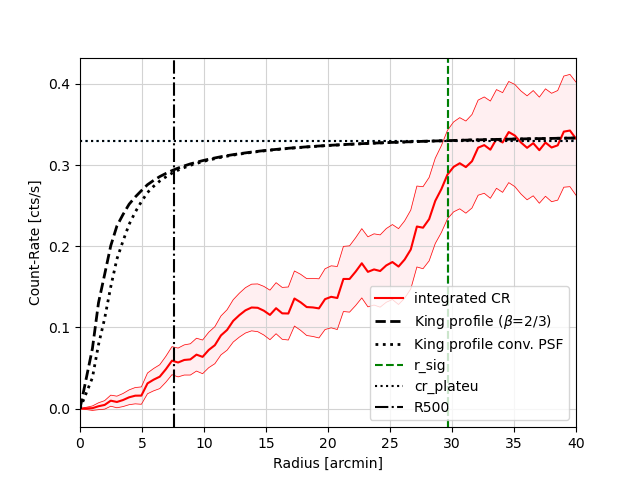 0.4
0.3
0.2
0.1
0.0
Count-Rate [cts/s]
integrated CR
King profile (β=2/3)
King profile conv. PSF
r_sig
cr_plateu
R500
0 5 10 15 20 25 30 35 40
Radius [arcmin]